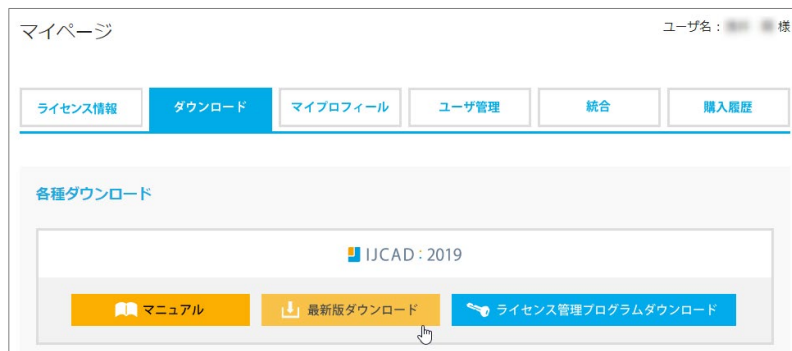 マイページ
ユーザ名： 様
ライセンス情報 ダウンロード マイプロフィール ユーザ管理 統合 購入履歴
各種ダウンロード
IJCAD : 2019
マニュアル 最新版ダウンロード ライセンス管理プログラムダウンロード